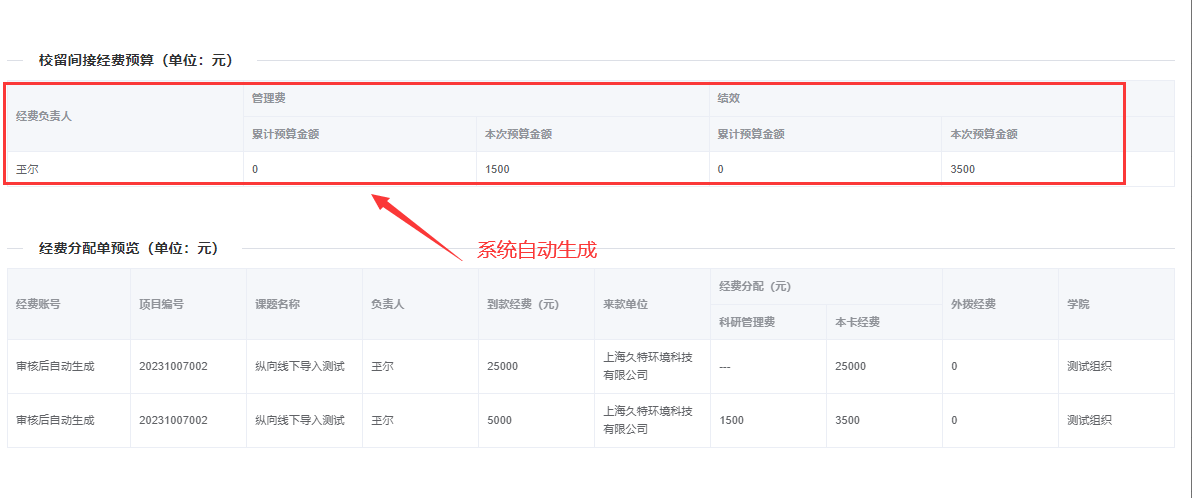 校留间接经费预算（单位：元）
经费负责人 管理费 绩效
累计预算金额 本次预算金额 累计预算金额 本次预算金额
王尔 0 1500 0 3500
系统自动生成
经费分配单预览（单位：元）
经费账号 项目编号 课题名称 负责人 到款经费（元） 来款单位 经费分配（元） 外拨经费 学院
科研管理费 本卡经费
审核后自动生成 20231007002 纵向线下导入测试 王尔 25000 上海久特环境科技 --- 25000 0 测试组织
有限公司
审核后自动生成 20231007002 纵向线下导入测试 王尔 5000 上海久特环境科技 1500 3500 0 测试组织
有限公司